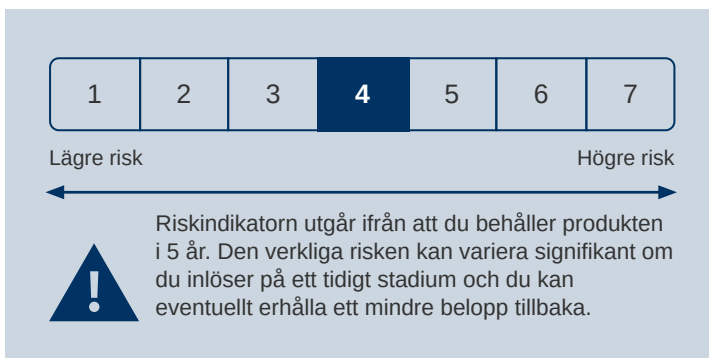 1 2 3 4 5 6 7
Lägre risk Högre risk
Riskindikatorn utgår ifrån att du behåller produkten
i 5 år. Den verkliga risken kan variera signifikant om
du inlöser på ett tidigt stadium och du kan
eventuellt erhålla ett mindre belopp tillbaka.
!